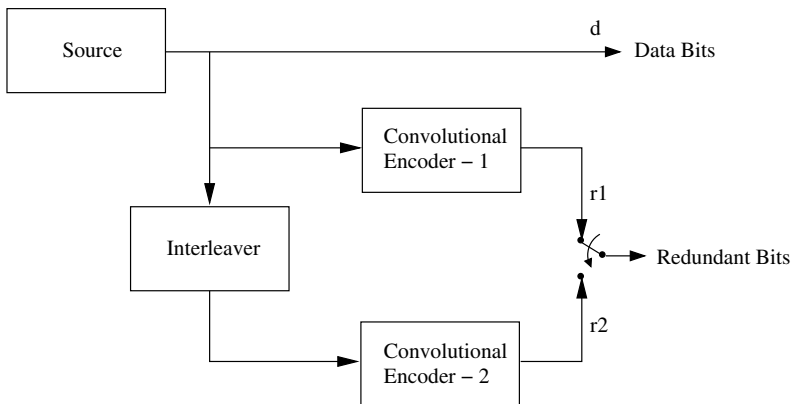 d
Source
Data Bits
Convolutional
Encoder − 1
r1
Interleaver
Redundant Bits
r2
Convolutional
Encoder − 2